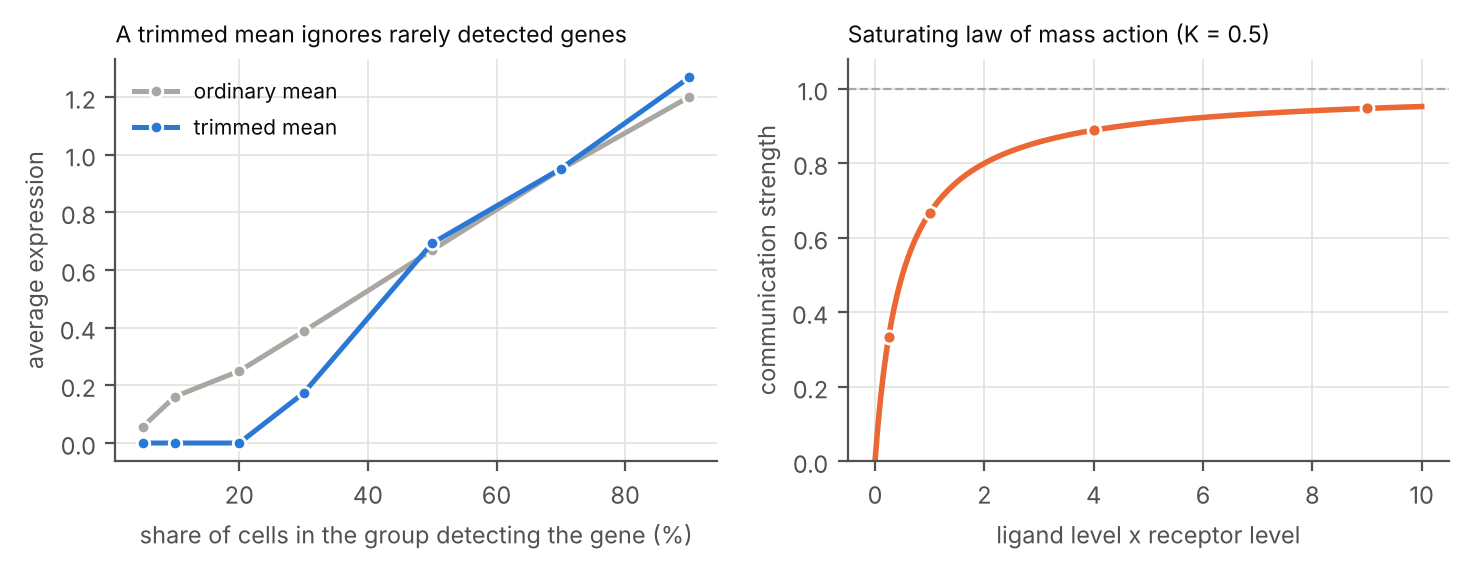 A trimmed mean ignores rarely detected genes
ordinary mean
trimmed mean
average expression
1.2
1.0
0.8
0.6
0.4
0.2
0.0
20 40 60 80
share of cells in the group detecting the gene (%)
Saturating law of mass action (K = 0.5)
communication strength
1.0
0.8
0.6
0.4
0.2
0.0
0 2 4 6 8 10
ligand level x receptor level